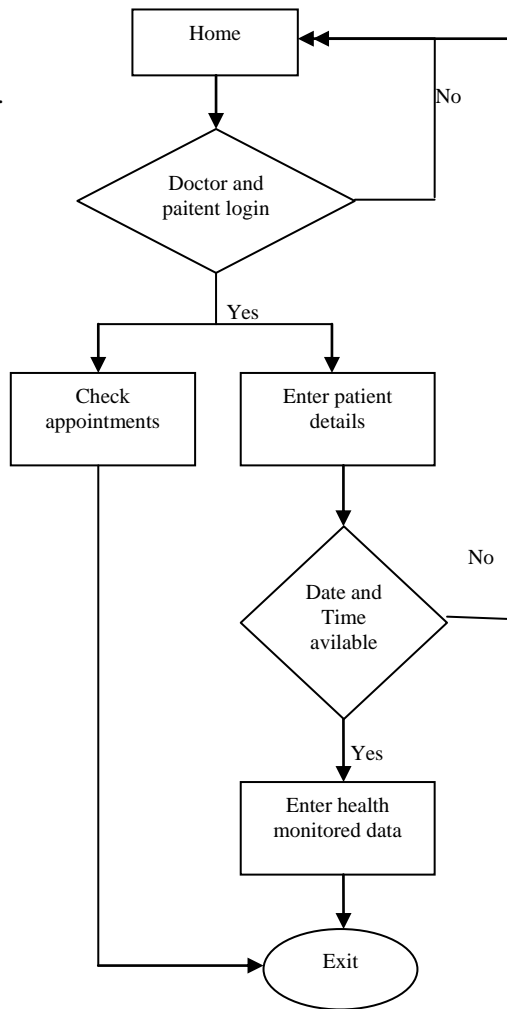 Home
No
Doctor and
paitent login
Yes
Check
appointments
Enter patient
details
No
Date and
Time
avilable
Yes
Enter health
monitored data
Exit